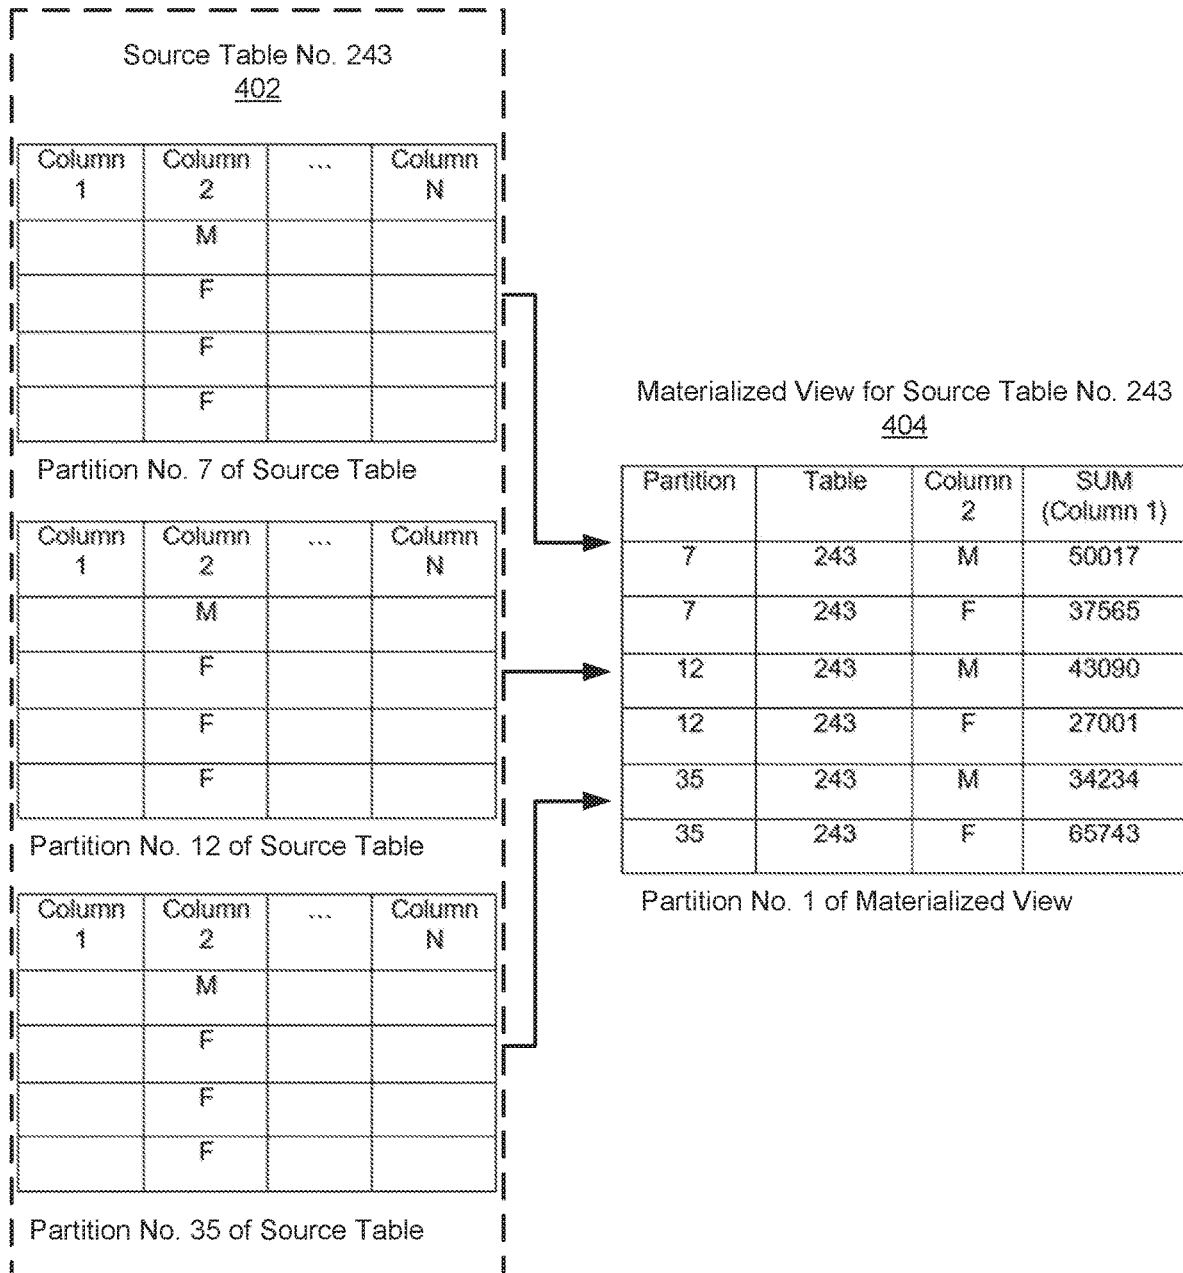 Source Table No. 243
402
Column 1 Column 2 ... Column N
M
F
F
F
Partition No. 7 of Source Table
Column 1 Column 2 ... Column N
M
F
F
F
Partition No. 12 of Source Table
Column 1 Column 2 ... Column N
M
F
F
F
Partition No. 35 of Source Table
Materialized View for Source Table No. 243
404
Partition Table Column 2 SUM (Column 1)
7 243 M 50017
7 243 F 37565
12 243 M 43090
12 243 F 27001
35 243 M 34234
35 243 F 65743
Partition No. 1 of Materialized View